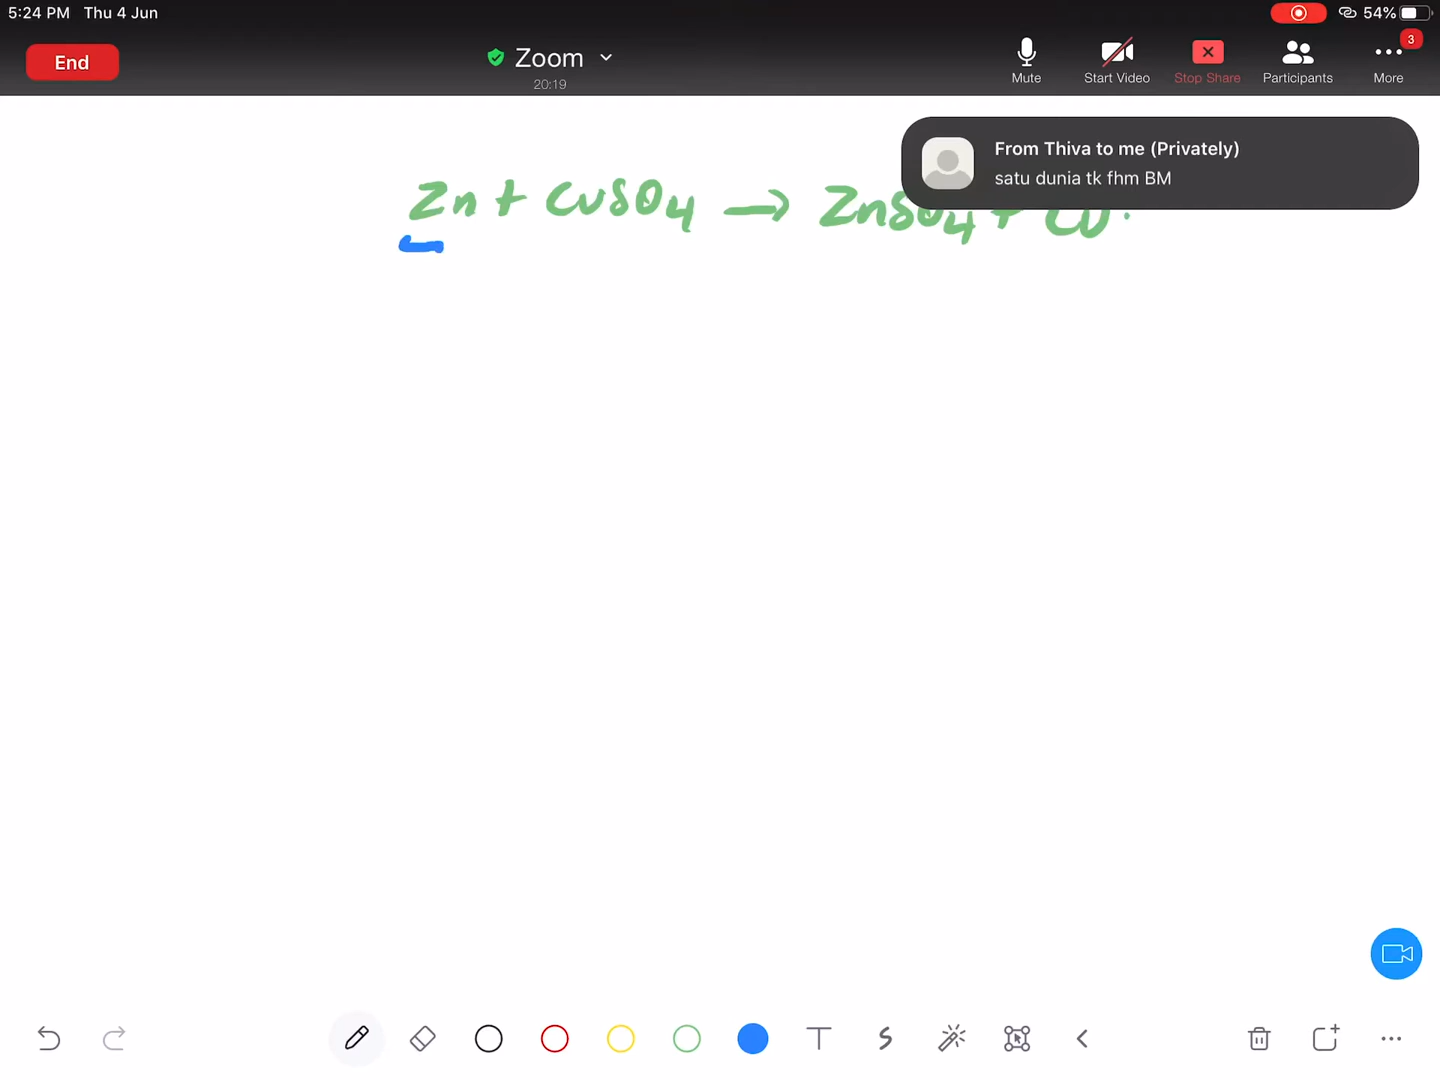 5:24 PM Thu 4 Jun
54%
End
Zoom
20:19
Mute
Start Video
Stop Share
Participants
More
3
From Thiva to me (Privately)
satu dunia tk fhm BM
Zn + CuSO4 → ZnSO4 + Cu.
T